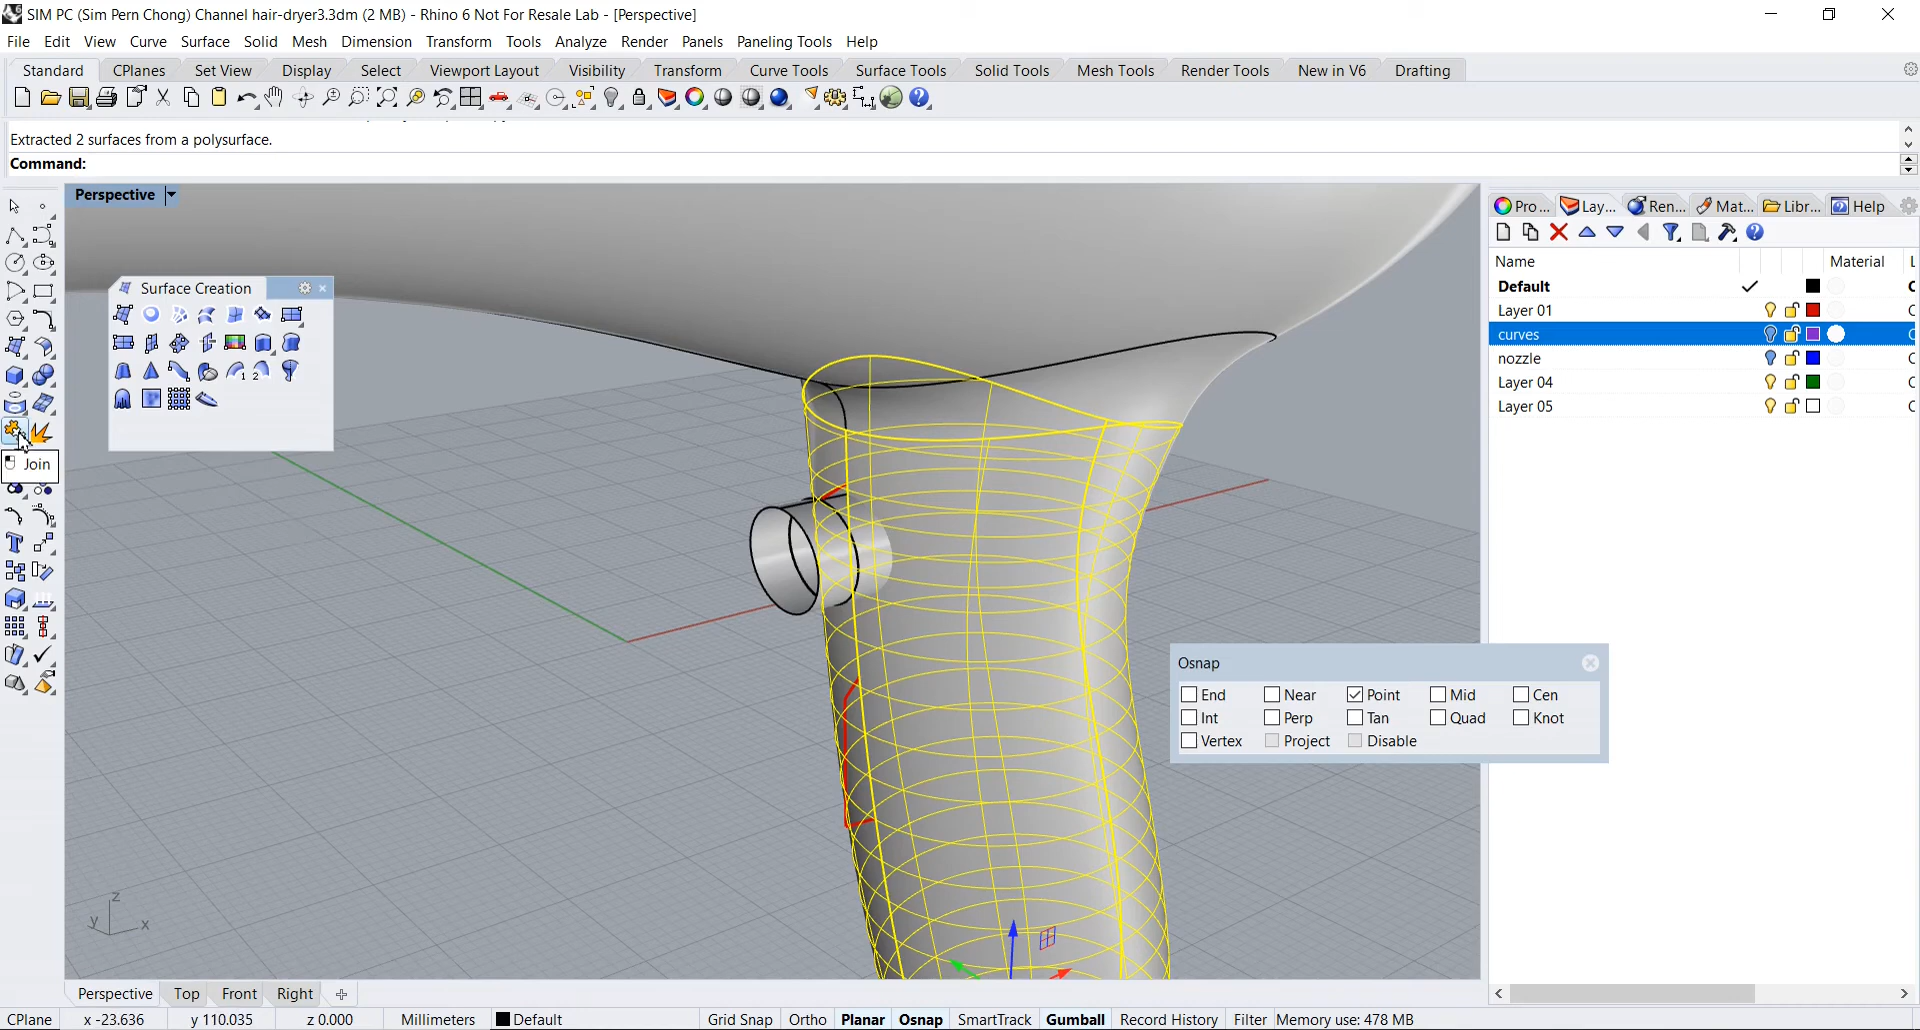 SIM PC (Sim Pern Chong) Channel hair-dryer3.3dm (2 MB) - Rhino 6 Not For Resale Lab - [Perspective]
File Edit View Curve Surface Solid Mesh Dimension Transform Tools Analyze Render Panels Paneling Tools Help
Standard CPlanes Set View Display Select Viewport Layout Visibility Transform Curve Tools Surface Tools Solid Tools Mesh Tools Render Tools New in V6 Drafting
Extracted 2 surfaces from a polysurface.
Command:
Perspective
Pro... Lay... Ren... Mat... Libr... Help
Name Material L
Default
Layer 01
curves
nozzle
Layer 04
Layer 05
Surface Creation
1 2
Join
Osnap
End Near Point Mid Cen
Int Perp Tan Quad Knot
Vertex Project Disable
z
y x
Perspective Top Front Right
CPlane x -23.636 y 110.035 z 0.000 Millimeters Default Grid Snap Ortho Planar Osnap SmartTrack Gumball Record History Filter Memory use: 478 MB